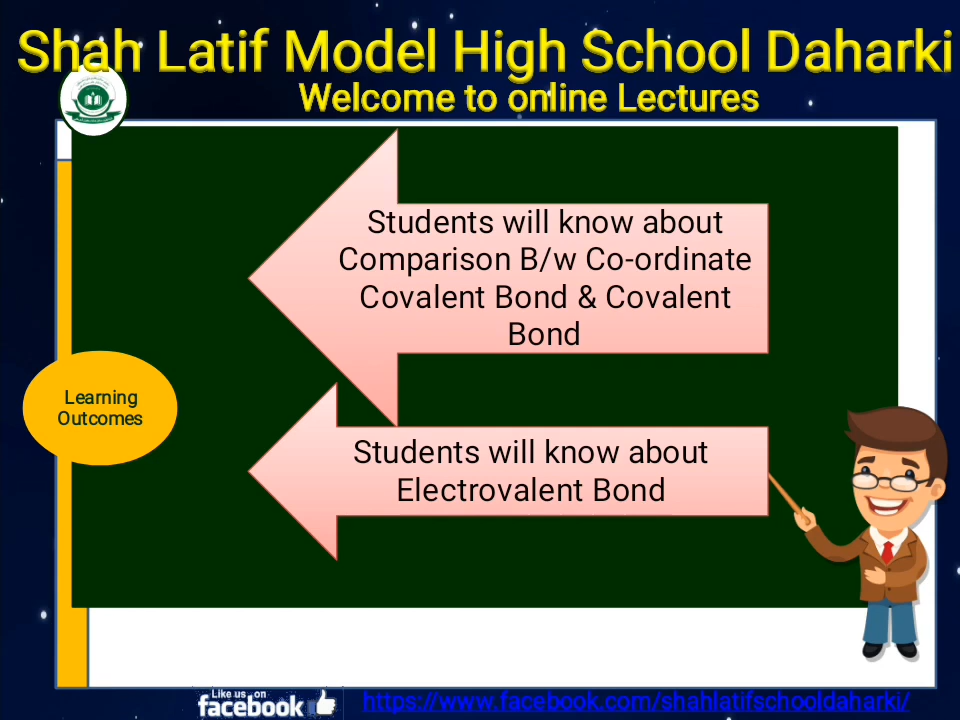 Shah Latif Model High School Daharki
Welcome to online Lectures
Students will know about
Comparison B/w Co-ordinate
Covalent Bond & Covalent
Bond
Learning
Outcomes
Students will know about
Electrovalent Bond
Like us on
facebook
https://www.facebook.com/shahlatifschooldaharki/